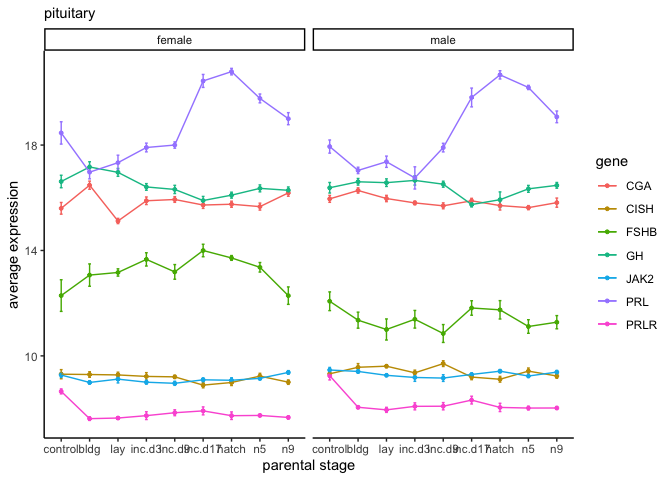 pituitary
female
male
average expression
18
14
10
control bldg lay inc.d3 inc.d9 inc.d17 hatch n5 n9
control bldg lay inc.d3 inc.d9 inc.d17 hatch n5 n9
parental stage
gene
CGA
CISH
FSHB
GH
JAK2
PRL
PRLR